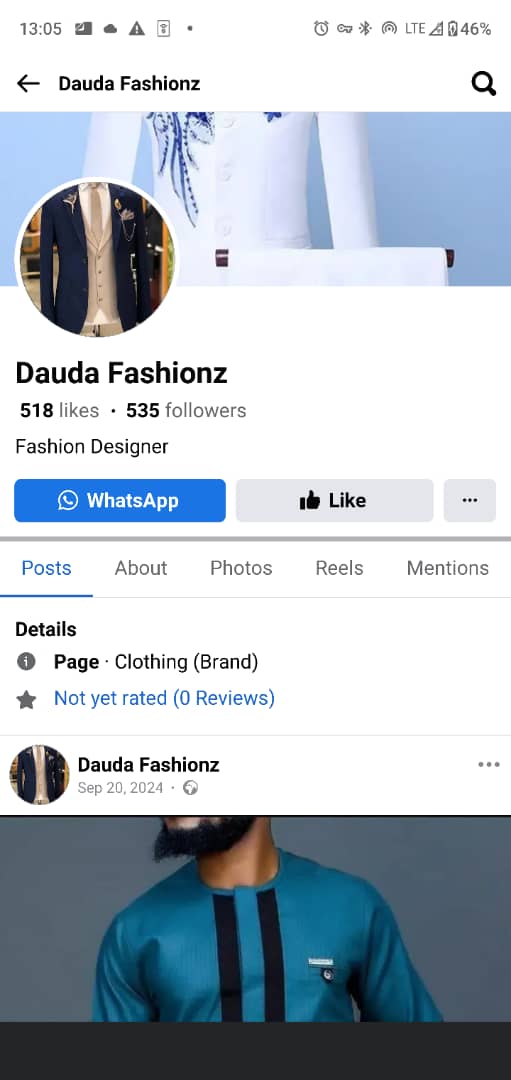 13:05 LTE 46%
Dauda Fashionz
Dauda Fashionz
518 likes · 535 followers
Fashion Designer
WhatsApp Like
Posts About Photos Reels Mentions
Details
Page · Clothing (Brand)
Not yet rated (0 Reviews)
Dauda Fashionz
Sep 20, 2024 ·